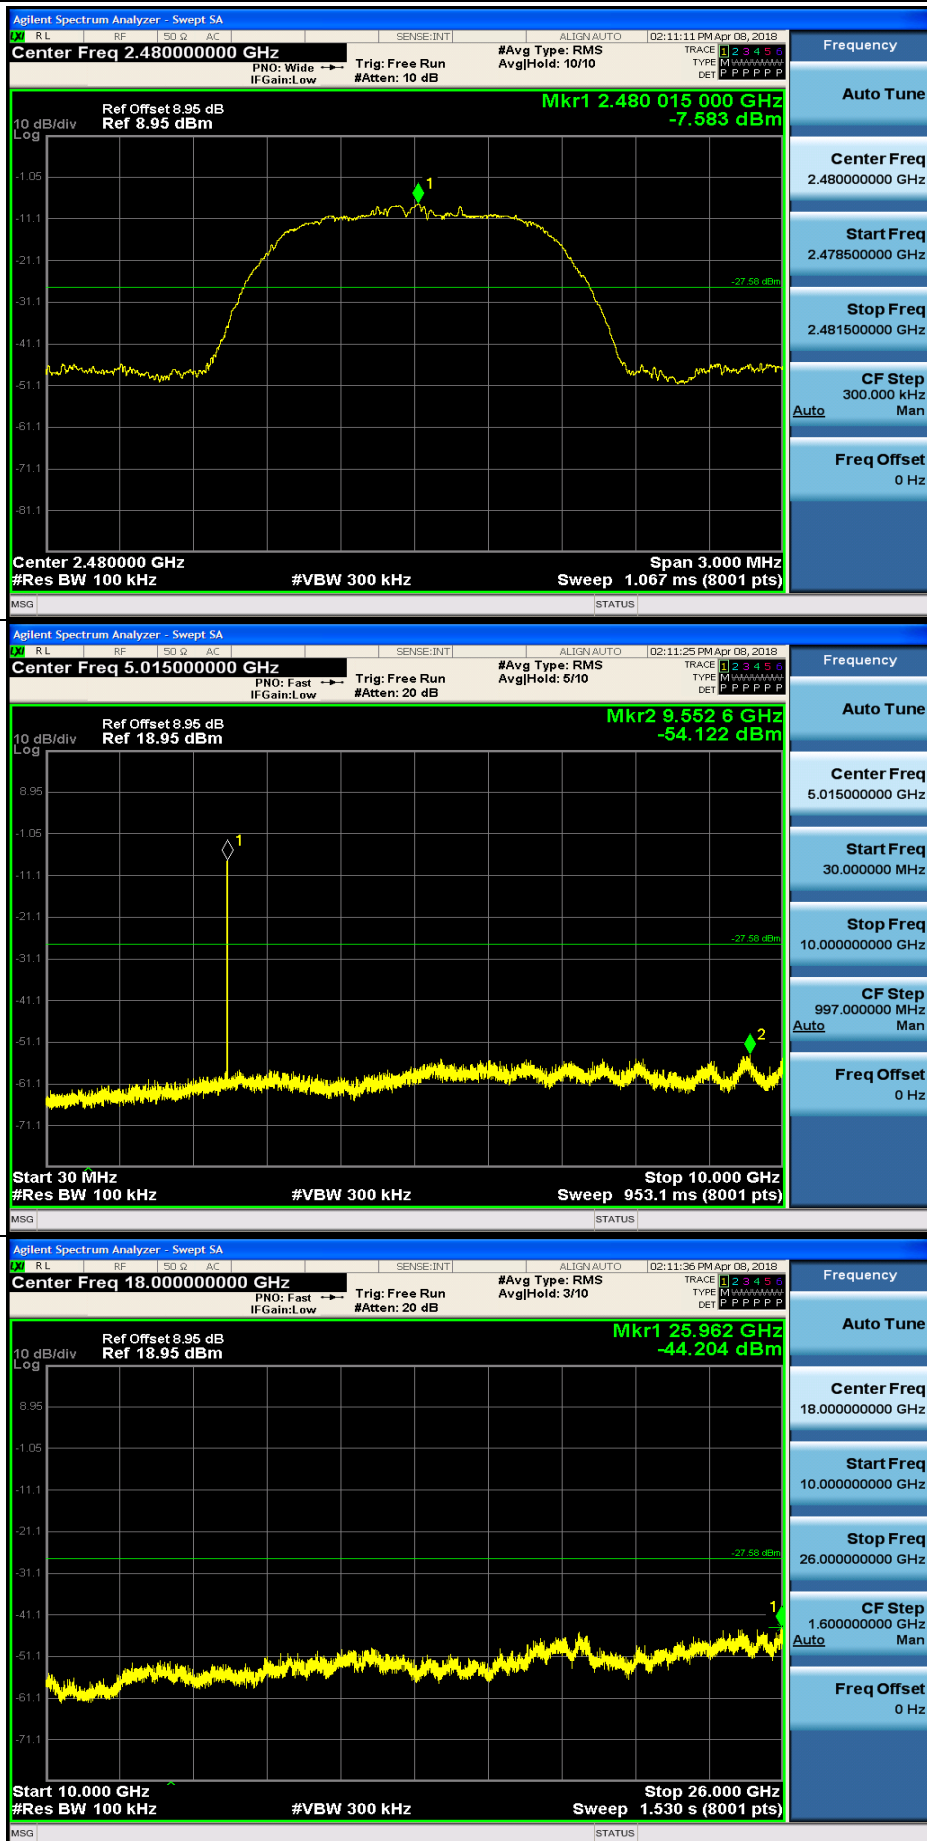 Agilent Spectrum Analyzer - Swept SA
LXI RL RF 50 Ω AC SENSE:INT ALIGN AUTO 02:11:11 PM Apr 08, 2018
Center Freq 2.480000000 GHz #Avg Type: RMS TRACE 1 2 3 4 5 6
PNO: Wide Trig: Free Run Avg|Hold: 10/10 TYPE M WWWWW
IFGain:Low #Atten: 10 dB DET P P P P P P
Frequency
Auto Tune
Center Freq
2.480000000 GHz
Start Freq
2.478500000 GHz
Stop Freq
2.481500000 GHz
CF Step
300.000 kHz
Auto Man
Freq Offset
0 Hz
Mkr1 2.480 015 000 GHz
-7.583 dBm
Ref Offset 8.95 dB
10 dB/div Ref 8.95 dBm
Log
1
-1.05
-11.1
-21.1
-27.58 dBm
-31.1
-41.1
-51.1
-61.1
-71.1
-81.1
Center 2.480000 GHz Span 3.000 MHz
#Res BW 100 kHz #VBW 300 kHz Sweep 1.067 ms (8001 pts)
MSG STATUS
Agilent Spectrum Analyzer - Swept SA
LXI RL RF 50 Ω AC SENSE:INT ALIGN AUTO 02:11:25 PM Apr 08, 2018
Center Freq 5.015000000 GHz #Avg Type: RMS TRACE 1 2 3 4 5 6
PNO: Fast Trig: Free Run Avg|Hold: 5/10 TYPE M WWWWW
IFGain:Low #Atten: 20 dB DET P P P P P P
Frequency
Auto Tune
Center Freq
5.015000000 GHz
Start Freq
30.000000 MHz
Stop Freq
10.000000000 GHz
CF Step
997.000000 MHz
Auto Man
Freq Offset
0 Hz
Mkr2 9.552 6 GHz
-54.122 dBm
Ref Offset 8.95 dB
10 dB/div Ref 18.95 dBm
Log
8.95
-1.05
1
-11.1
-21.1
-27.58 dBm
-31.1
-41.1
-51.1
2
-61.1
-71.1
Start 30 MHz Stop 10.000 GHz
#Res BW 100 kHz #VBW 300 kHz Sweep 953.1 ms (8001 pts)
MSG STATUS
Agilent Spectrum Analyzer - Swept SA
LXI RL RF 50 Ω AC SENSE:INT ALIGN AUTO 02:11:36 PM Apr 08, 2018
Center Freq 18.000000000 GHz #Avg Type: RMS TRACE 1 2 3 4 5 6
PNO: Fast Trig: Free Run Avg|Hold: 3/10 TYPE M WWWWW
IFGain:Low #Atten: 20 dB DET P P P P P P
Frequency
Auto Tune
Center Freq
18.000000000 GHz
Start Freq
10.000000000 GHz
Stop Freq
26.000000000 GHz
CF Step
1.600000000 GHz
Auto Man
Freq Offset
0 Hz
Mkr1 25.962 GHz
-44.204 dBm
Ref Offset 8.95 dB
10 dB/div Ref 18.95 dBm
Log
8.95
-1.05
-11.1
-21.1
-27.58 dBm
-31.1
-41.1
1
-51.1
-61.1
-71.1
Start 10.000 GHz Stop 26.000 GHz
#Res BW 100 kHz #VBW 300 kHz Sweep 1.530 s (8001 pts)
MSG STATUS